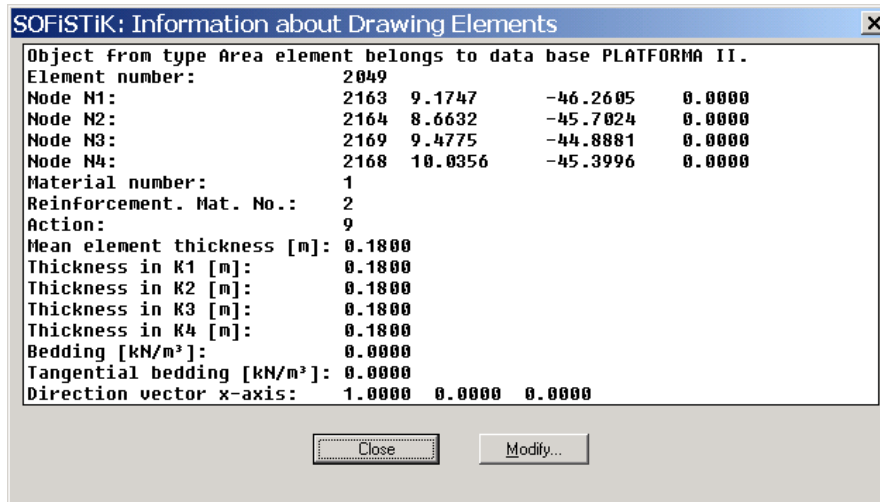 SOFiSTiK: Information about Drawing Elements
Object from type Area element belongs to data base PLATFORMA II.
Element number: 2049
Node N1: 2163 9.1747 -46.2605 0.0000
Node N2: 2164 8.6632 -45.7024 0.0000
Node N3: 2169 9.4775 -44.8881 0.0000
Node N4: 2168 10.0356 -45.3996 0.0000
Material number: 1
Reinforcement. Mat. No.: 2
Action: 9
Mean element thickness [m]: 0.1800
Thickness in K1 [m]: 0.1800
Thickness in K2 [m]: 0.1800
Thickness in K3 [m]: 0.1800
Thickness in K4 [m]: 0.1800
Bedding [kN/m³]: 0.0000
Tangential bedding [kN/m³]: 0.0000
Direction vector x-axis: 1.0000 0.0000 0.0000
Close Modify...